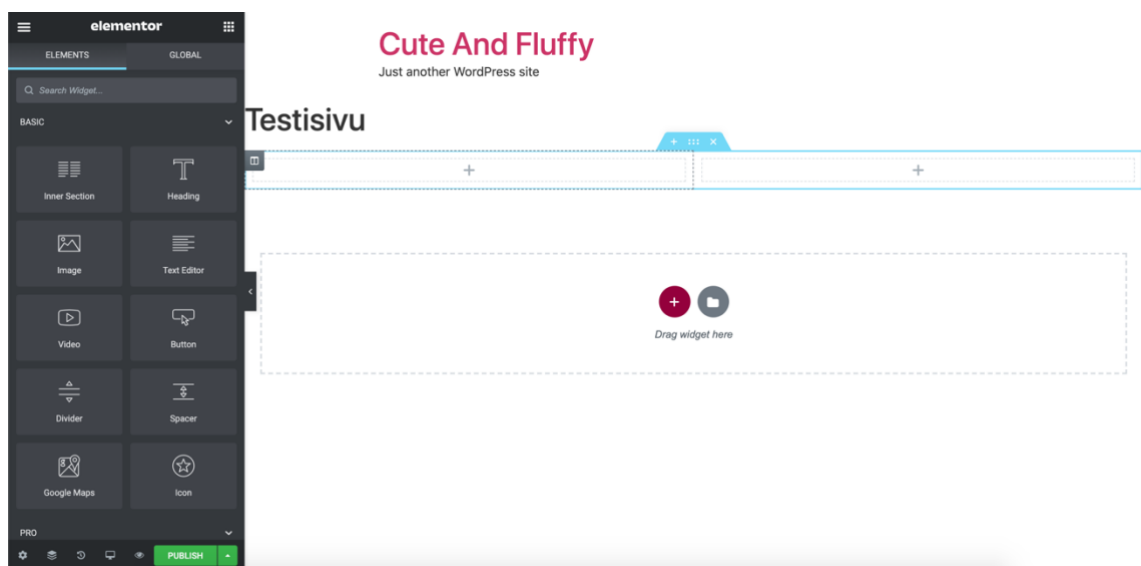 elementor
ELEMENTS GLOBAL
Search Widget...
BASIC
Inner Section Heading
Image Text Editor
Video Button
Divider Spacer
Google Maps Icon
PRO
PUBLISH
Cute And Fluffy
Just another WordPress site
Testisivu
Drag widget here